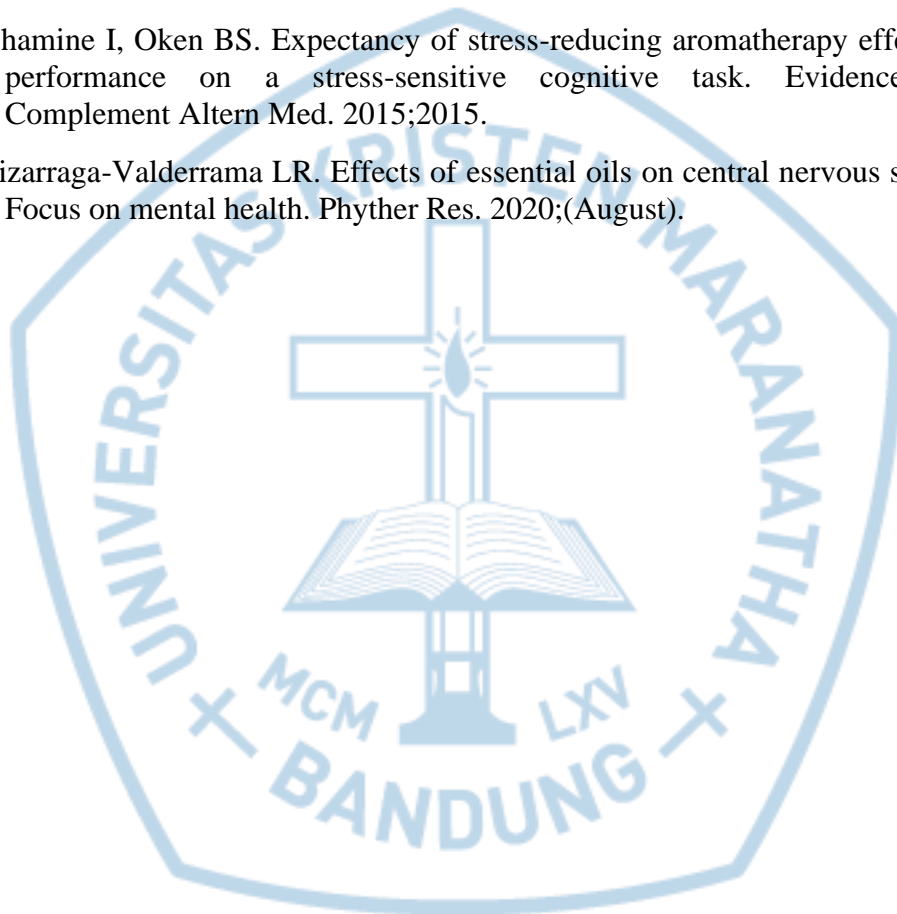 hamine I, Oken BS. Expectancy of stress-reducing aromatherapy effe
performance on a stress-sensitive cognitive task. Evidence
Complement Altern Med. 2015;2015.
izarraga-Valderrama LR. Effects of essential oils on central nervous s
Focus on mental health. Phyther Res. 2020;(August).
UNIVERSITAS KRISTEN MARANATHA
MCM LXV
BANDUNG